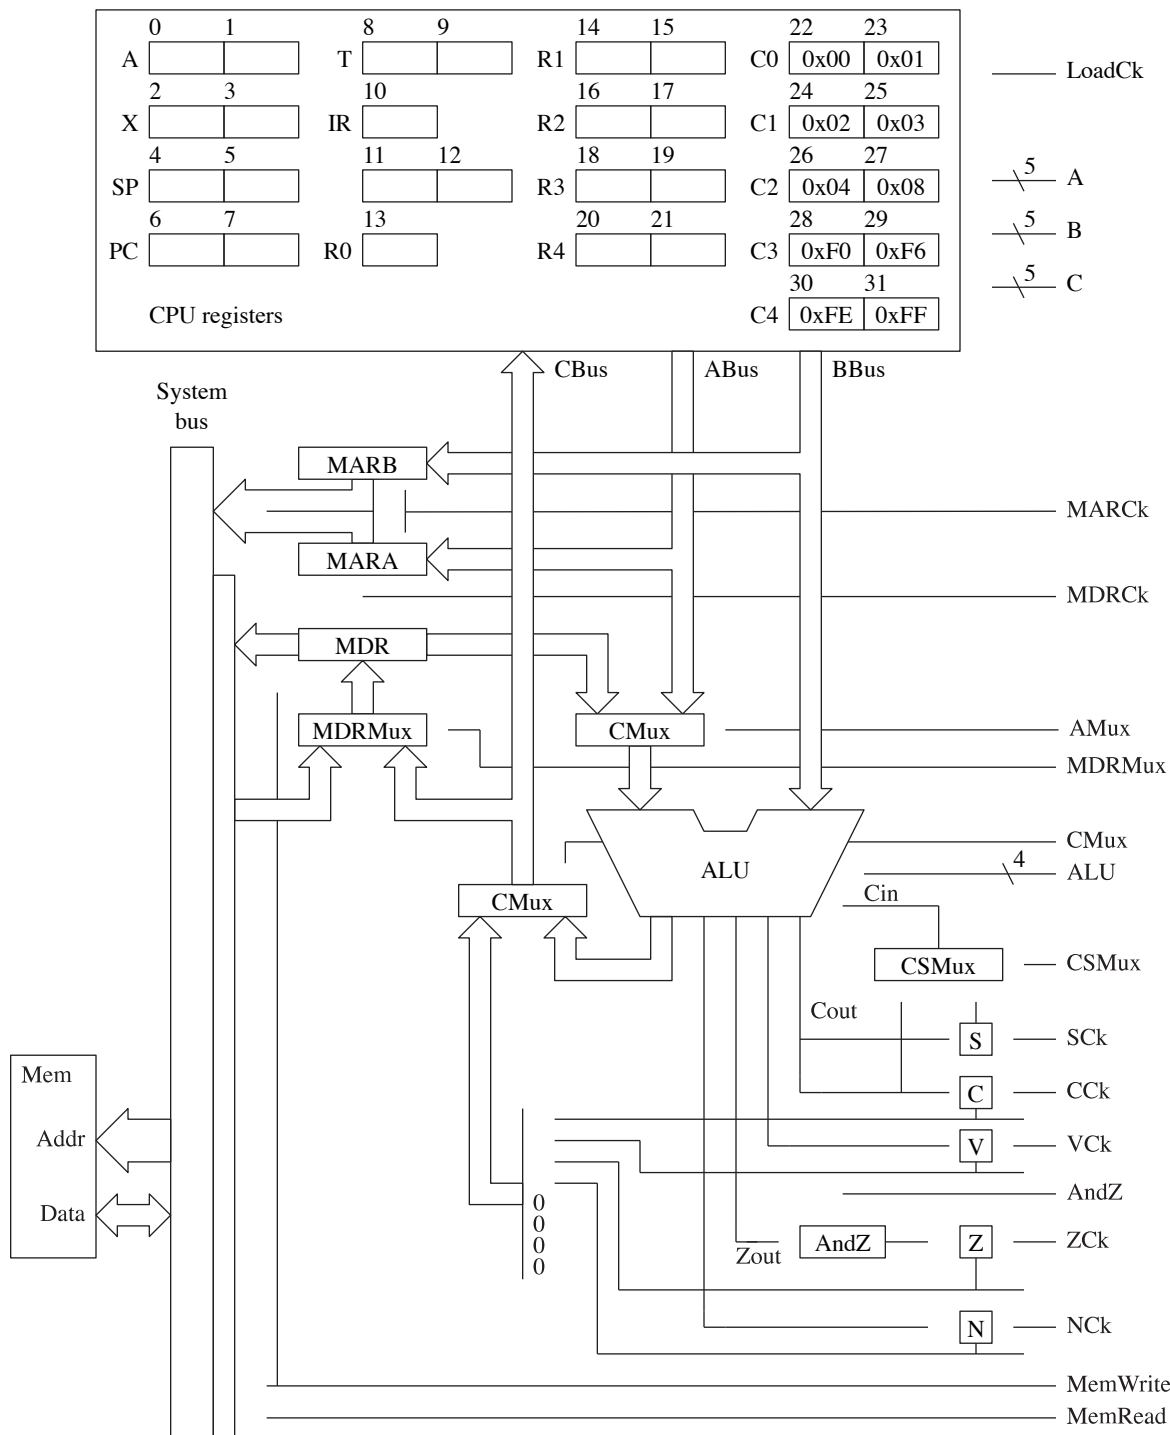 0 1 8 9 14 15 22 23
A T R1 C0 0x00 0x01 LoadCk
2 3 10 16 17 24 25
X IR R2 C1 0x02 0x03
4 5 11 12 18 19 26 27
SP R3 C2 0x04 0x08 5 A
6 7 13 20 21 28 29
PC R0 R4 C3 0xF0 0xF6 5 B
30 31 5 C
CPU registers C4 0xFE 0xFF
CBus ABus BBus
System
bus
MARB
MARCk
MARA
MDRCk
MDR
MDRMux CMux AMux
MDRMux
CMux
4
ALU ALU
Cin
CMux
CSMux CSMux
Cout
S SCk
Mem
C CCk
Addr V VCk
AndZ
0
Data
0
0 Zout AndZ Z ZCk
0
N NCk
MemWrite
MemRead